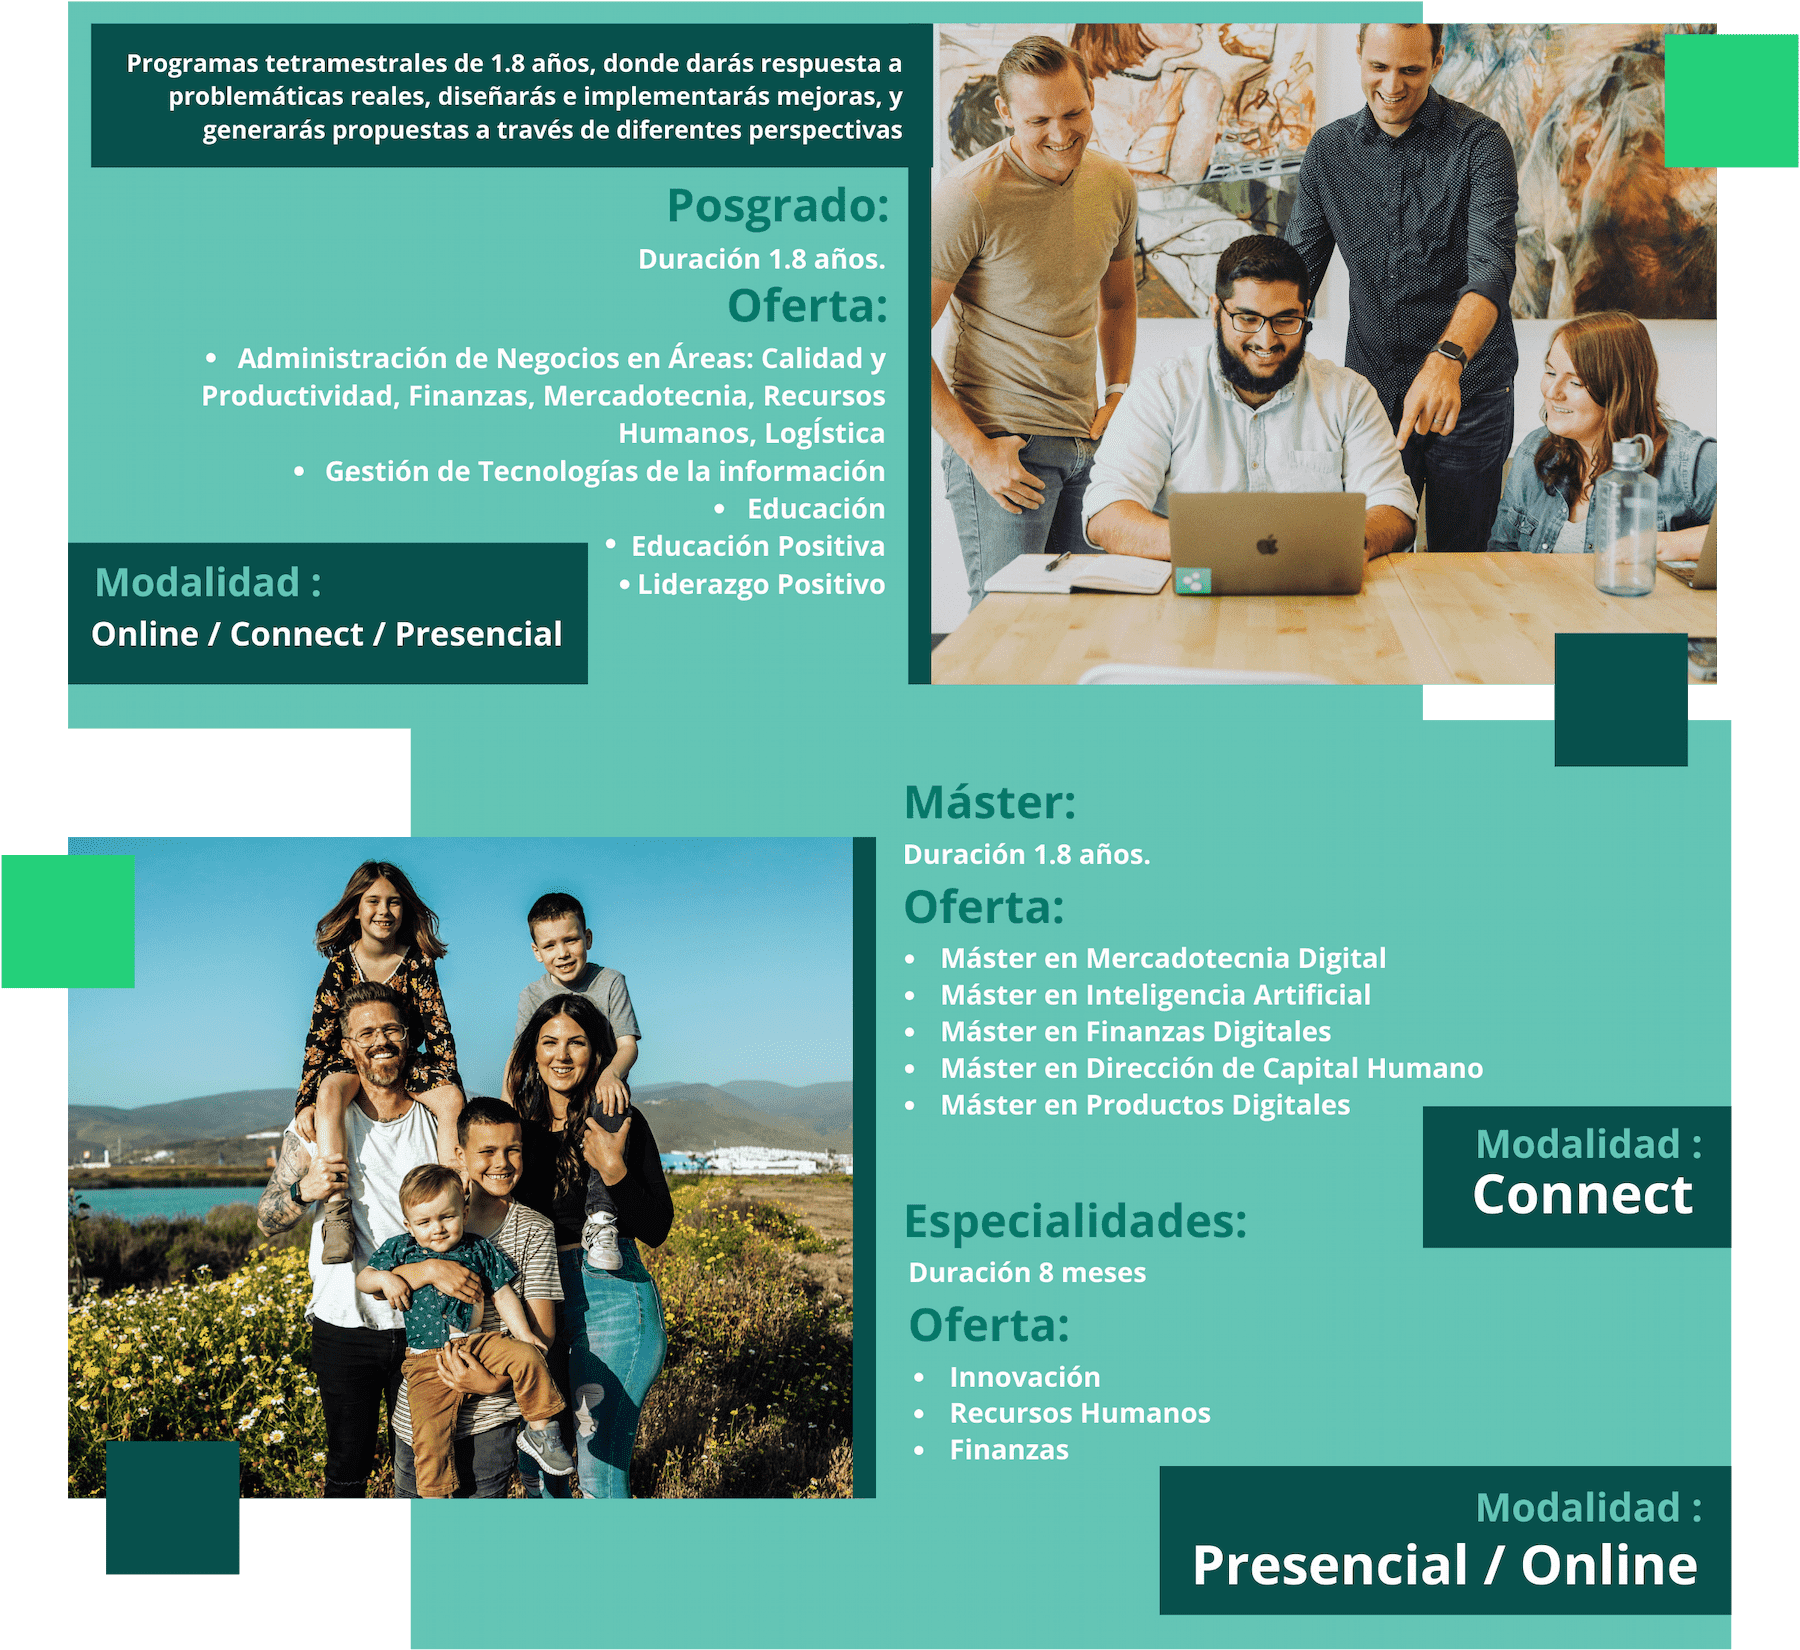 Programas tetramestrales de 1.8 años, donde darás respuesta a
problemáticas reales, diseñarás e implementarás mejoras, y
generarás propuestas a través de diferentes perspectivas
Posgrado:
Duración 1.8 años.
Oferta:
• Administración de Negocios en Áreas: Calidad y
Productividad, Finanzas, Mercadotecnia, Recursos
Humanos, LogÍstica
• Gestión de Tecnologías de la información
• Educación
• Educación Positiva
• Liderazgo Positivo
Modalidad :
Online / Connect / Presencial
Máster:
Duración 1.8 años.
Oferta:
• Máster en Mercadotecnia Digital
• Máster en Inteligencia Artificial
• Máster en Finanzas Digitales
• Máster en Dirección de Capital Humano
• Máster en Productos Digitales
Modalidad :
Connect
Especialidades:
Duración 8 meses
Oferta:
• Innovación
• Recursos Humanos
• Finanzas
Modalidad :
Presencial / Online